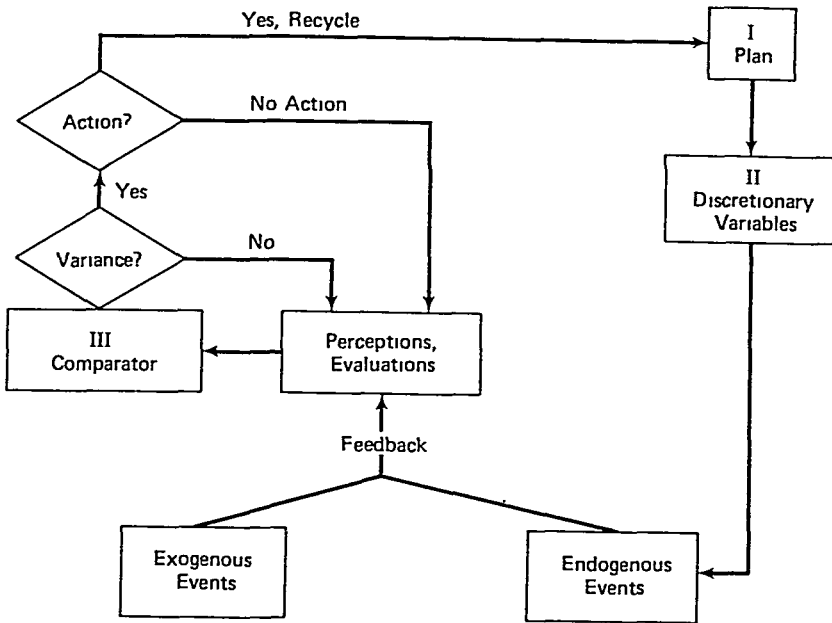 Yes, Recycle
I
Plan
Action?
No Action
Yes
II
Discretionary
Variables
Variance?
No
III
Comparator
Perceptions,
Evaluations
Feedback
Exogenous
Events
Endogenous
Events